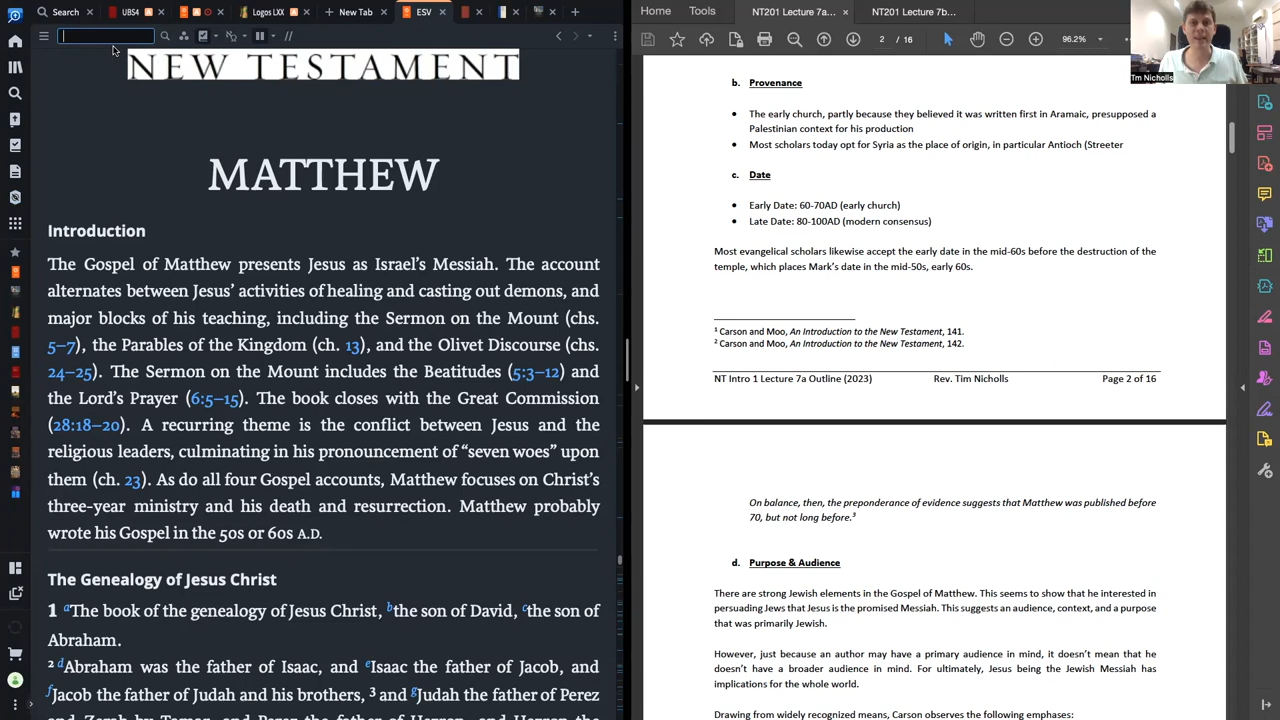 Search
UBS4
Logos LXX
New Tab
ESV
NEW TESTAMENT
MATTHEW
Introduction
The Gospel of Matthew presents Jesus as Israel’s Messiah. The account
alternates between Jesus’ activities of healing and casting out demons, and
major blocks of his teaching, including the Sermon on the Mount (chs.
5–7), the Parables of the Kingdom (ch. 13), and the Olivet Discourse (chs.
24–25). The Sermon on the Mount includes the Beatitudes (5:3–12) and
the Lord’s Prayer (6:5–15). The book closes with the Great Commission
(28:18–20). A recurring theme is the conflict between Jesus and the
religious leaders, culminating in his pronouncement of “seven woes” upon
them (ch. 23). As do all four Gospel accounts, Matthew focuses on Christ’s
three-year ministry and his death and resurrection. Matthew probably
wrote his Gospel in the 50s or 60s A.D.
The Genealogy of Jesus Christ
1 aThe book of the genealogy of Jesus Christ, bthe son of David, cthe son of
Abraham.
2 dAbraham was the father of Isaac, and eIsaac the father of Jacob, and
fJacob the father of Judah and his brothers, 3 and gJudah the father of Perez
Home
Tools
NT201 Lecture 7a...
NT201 Lecture 7b...
2 / 16
96.2%
Tm Nicholls
b. Provenance
• The early church, partly because they believed it was written first in Aramaic, presupposed a
Palestinian context for his production
• Most scholars today opt for Syria as the place of origin, in particular Antioch (Streeter
c. Date
• Early Date: 60-70AD (early church)
• Late Date: 80-100AD (modern consensus)
Most evangelical scholars likewise accept the early date in the mid-60s before the destruction of the
temple, which places Mark’s date in the mid-50s, early 60s.
1 Carson and Moo, An Introduction to the New Testament, 141.
2 Carson and Moo, An Introduction to the New Testament, 142.
NT Intro 1 Lecture 7a Outline (2023) Rev. Tim Nicholls Page 2 of 16
On balance, then, the preponderance of evidence suggests that Matthew was published before
70, but not long before.3
d. Purpose & Audience
There are strong Jewish elements in the Gospel of Matthew. This seems to show that he interested in
persuading Jews that Jesus is the promised Messiah. This suggests an audience, context, and a purpose
that was primarily Jewish.
However, just because an author may have a primary audience in mind, it doesn’t mean that he
doesn’t have a broader audience in mind. For ultimately, Jesus being the Jewish Messiah has
implications for the whole world.
Drawing from widely recognized means, Carson observes the following emphases: